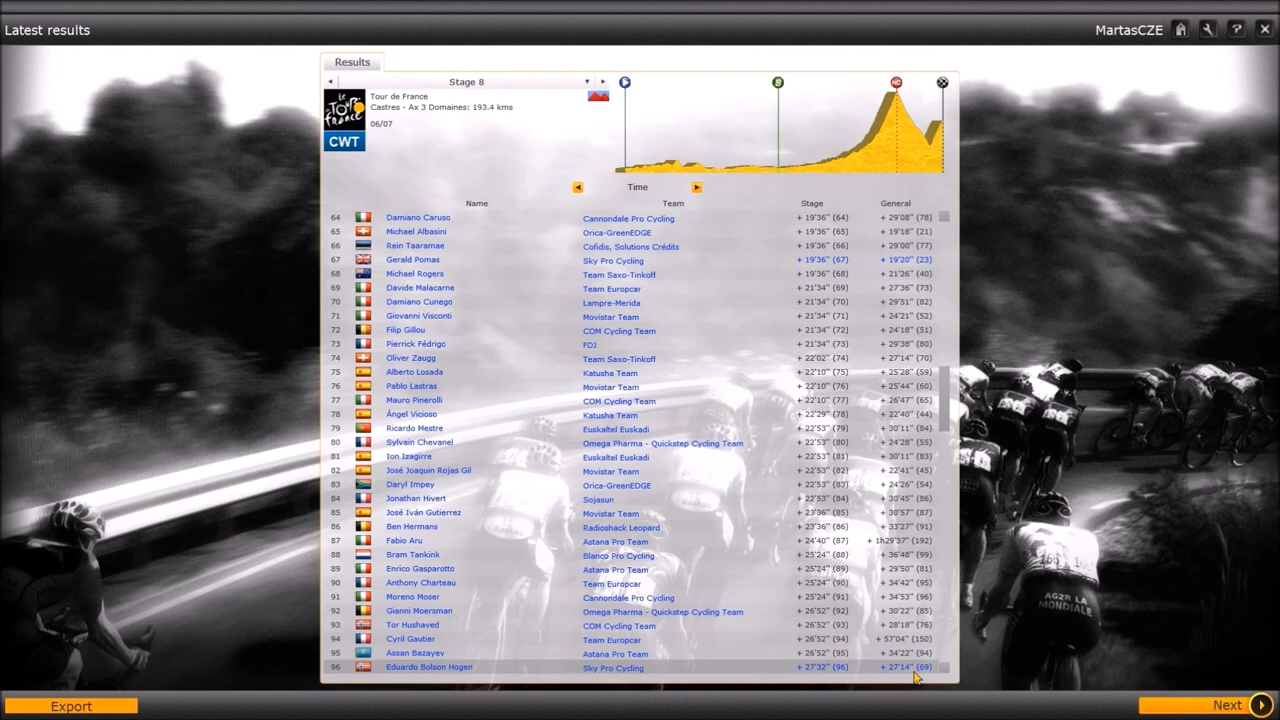 Latest results
MartasCZE
Results
Stage 8
Tour de France
Castres - Ax 3 Domaines: 193.4 kms
06/07
le TOUR de FRANCE
CWT
S
HC
Time
Name Team Stage General
64 Damiano Caruso Cannondale Pro Cycling + 19'36'' (64) + 29'08'' (78)
65 Michael Albasini Orica-GreenEDGE + 19'36'' (65) + 19'18'' (21)
66 Rein Taaramae Cofidis, Solutions Crédits + 19'36'' (66) + 29'00'' (77)
67 Gerald Pomas Sky Pro Cycling + 19'36'' (67) + 19'20'' (23)
68 Michael Rogers Team Saxo-Tinkoff + 19'36'' (68) + 21'26'' (40)
69 Davide Malacarne Team Europcar + 21'34'' (69) + 27'36'' (73)
70 Damiano Cunego Lampre-Merida + 21'34'' (70) + 29'51'' (82)
71 Giovanni Visconti Movistar Team + 21'34'' (71) + 24'21'' (52)
72 Filip Gillou COM Cycling Team + 21'34'' (72) + 24'18'' (51)
73 Pierrick Fédrigo FDJ + 21'34'' (73) + 29'38'' (80)
74 Oliver Zaugg Team Saxo-Tinkoff + 22'02'' (74) + 27'14'' (70)
75 Alberto Losada Katusha Team + 22'10'' (75) + 25'28'' (59)
76 Pablo Lastras Movistar Team + 22'10'' (76) + 25'44'' (60)
77 Mauro Pinerolli COM Cycling Team + 22'10'' (77) + 26'47'' (65)
78 Ángel Vicioso Katusha Team + 22'29'' (78) + 22'40'' (44)
79 Ricardo Mestre Euskaltel Euskadi + 22'53'' (79) + 30'11'' (84)
80 Sylvain Chevanel Omega Pharma - Quickstep Cycling Team + 22'53'' (80) + 24'28'' (55)
81 Ion Izagirre Euskaltel Euskadi + 22'53'' (81) + 30'11'' (83)
82 José Joaquin Rojas Gil Movistar Team + 22'53'' (82) + 22'41'' (45)
83 Daryl Impey Orica-GreenEDGE + 22'53'' (83) + 24'26'' (54)
84 Jonathan Hivert Sojasun + 22'53'' (84) + 30'45'' (86)
85 José Iván Gutierrez Movistar Team + 23'36'' (85) + 30'57'' (87)
86 Ben Hermans Radioshack Leopard + 23'36'' (86) + 33'27'' (91)
87 Fabio Aru Astana Pro Team + 24'40'' (87) + 1h29'37'' (192)
88 Bram Tankink Blanco Pro Cycling + 25'24'' (88) + 36'48'' (99)
89 Enrico Gasparotto Astana Pro Team + 25'24'' (89) + 29'50'' (81)
90 Anthony Charteau Team Europcar + 25'24'' (90) + 34'42'' (95)
91 Moreno Moser Cannondale Pro Cycling + 25'24'' (91) + 34'53'' (96)
92 Gianni Moersman Omega Pharma - Quickstep Cycling Team + 26'52'' (92) + 30'22'' (85)
93 Tor Hushaved COM Cycling Team + 26'52'' (93) + 28'18'' (76)
94 Cyril Gautier Team Europcar + 26'52'' (94) + 57'04'' (150)
95 Assan Bazayev Astana Pro Team + 26'52'' (95) + 34'22'' (94)
96 Eduardo Bolson Hogen Sky Pro Cycling + 27'32'' (96) + 27'14'' (69)
AG2R LA
MONDIALE
Export
Next